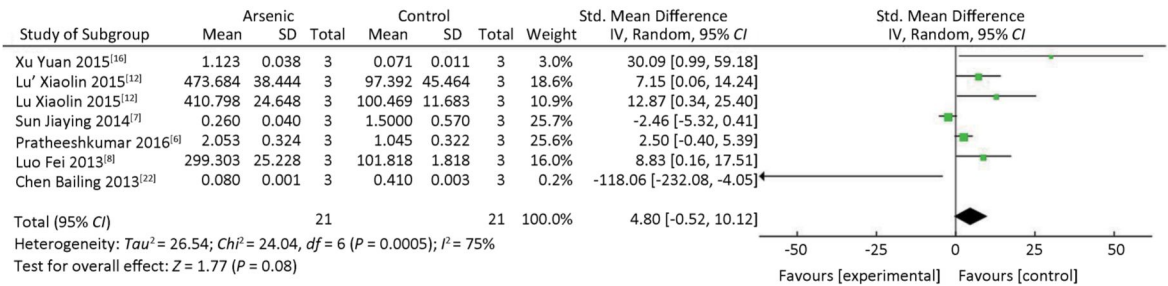 Arsenic Control Std. Mean Difference Std. Mean Difference
Study of Subgroup Mean SD Total Mean SD Total Weight IV, Random, 95% CI IV, Random, 95% CI
Xu Yuan 2015[16] 1.123 0.038 3 0.071 0.011 3 3.0% 30.09 [0.99, 59.18]
Lu' Xiaolin 2015[12] 473.684 38.444 3 97.392 45.464 3 18.6% 7.15 [0.06, 14.24]
Lu Xiaolin 2015[12] 410.798 24.648 3 100.469 11.683 3 10.9% 12.87 [0.34, 25.40]
Sun Jiaying 2014[7] 0.260 0.040 3 1.5000 0.570 3 25.7% -2.46 [-5.32, 0.41]
Pratheeshkumar 2016[6] 2.053 0.324 3 1.045 0.322 3 25.6% 2.50 [-0.40, 5.39]
Luo Fei 2013[8] 299.303 25.228 3 101.818 1.818 3 16.0% 8.83 [0.16, 17.51]
Chen Bailing 2013[22] 0.080 0.001 3 0.410 0.003 3 0.2% -118.06 [-232.08, -4.05]
Total (95% CI) 21 21 100.0% 4.80 [-0.52, 10.12]
Heterogeneity: Tau² = 26.54; Chi² = 24.04, df = 6 (P = 0.0005); I² = 75%
Test for overall effect: Z = 1.77 (P = 0.08)
-50 -25 0 25 50
Favours [experimental] Favours [control]